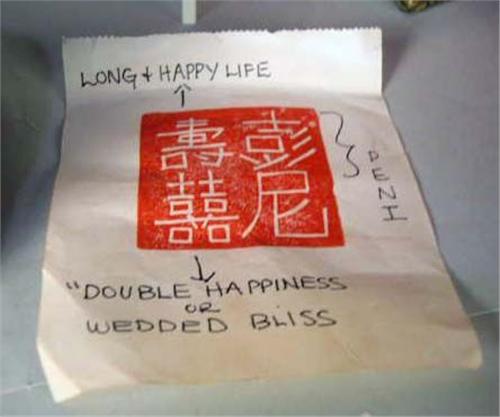 LONG + HAPPY LIFE
壽彭
囍尼
PENI
"DOUBLE HAPPINESS
OR
WEDDED BLISS